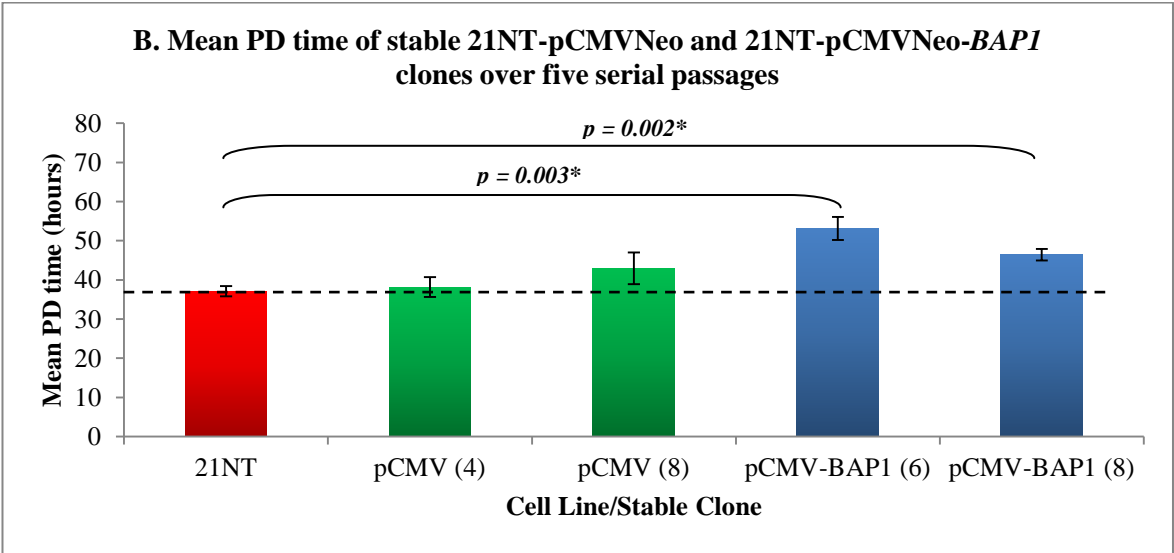 B. Mean PD time of stable 21NT-pCMVNeo and 21NT-pCMVNeo-BAP1
clones over five serial passages
80
70
60
50
40
30
20
10
0
Mean PD time (hours)
p = 0.002*
p = 0.003*
21NT
pCMV (4)
pCMV (8)
pCMV-BAP1 (6)
pCMV-BAP1 (8)
Cell Line/Stable Clone